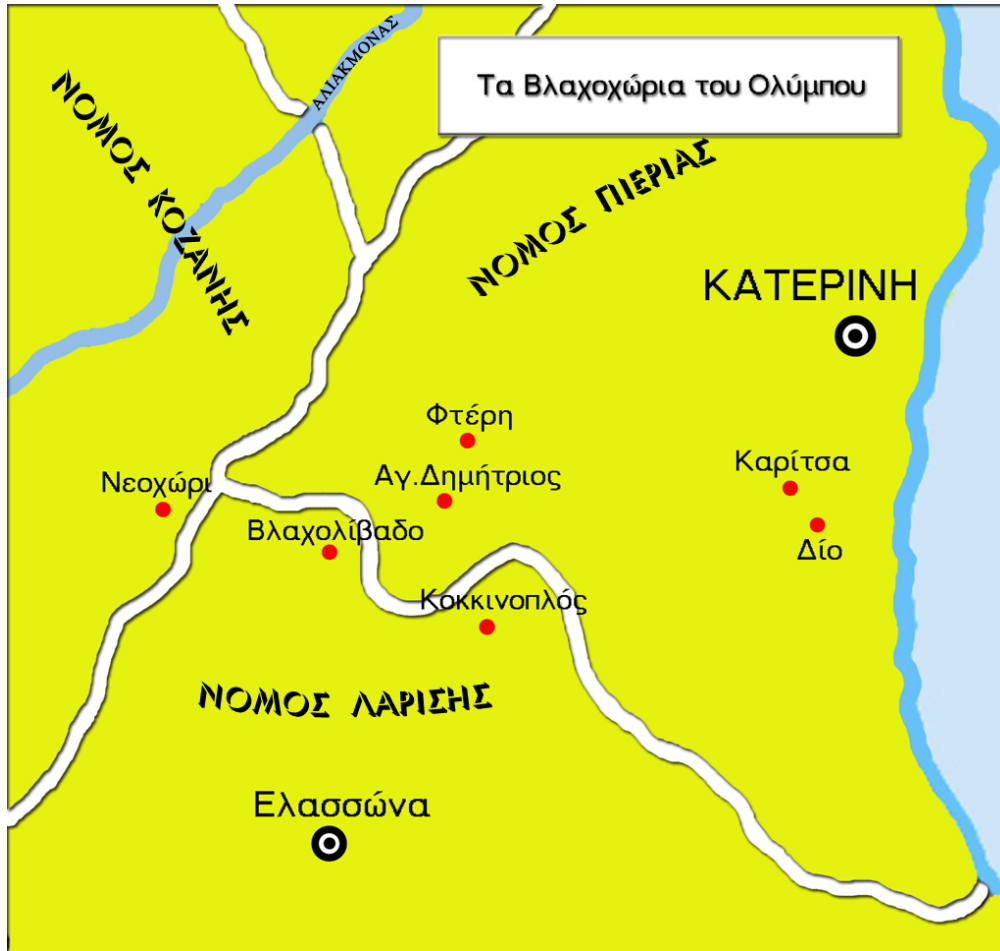 ΑΛΙΑΚΜΟΝΑΣ
Τα Βλαχοχώρια του Ολύμπου
ΝΟΜΟΣ ΚΟΖΑΝΗΣ
ΝΟΜΟΣ ΠΙΕΡΙΑΣ
ΚΑΤΕΡΙΝΗ
Φτέρη
Καρίτσα
Αγ.Δημήτριος
Νεοχώρι
Βλαχολίβαδο
Δίο
Κοκκινοπλός
ΝΟΜΟΣ ΛΑΡΙΣΗΣ
Ελασσώνα